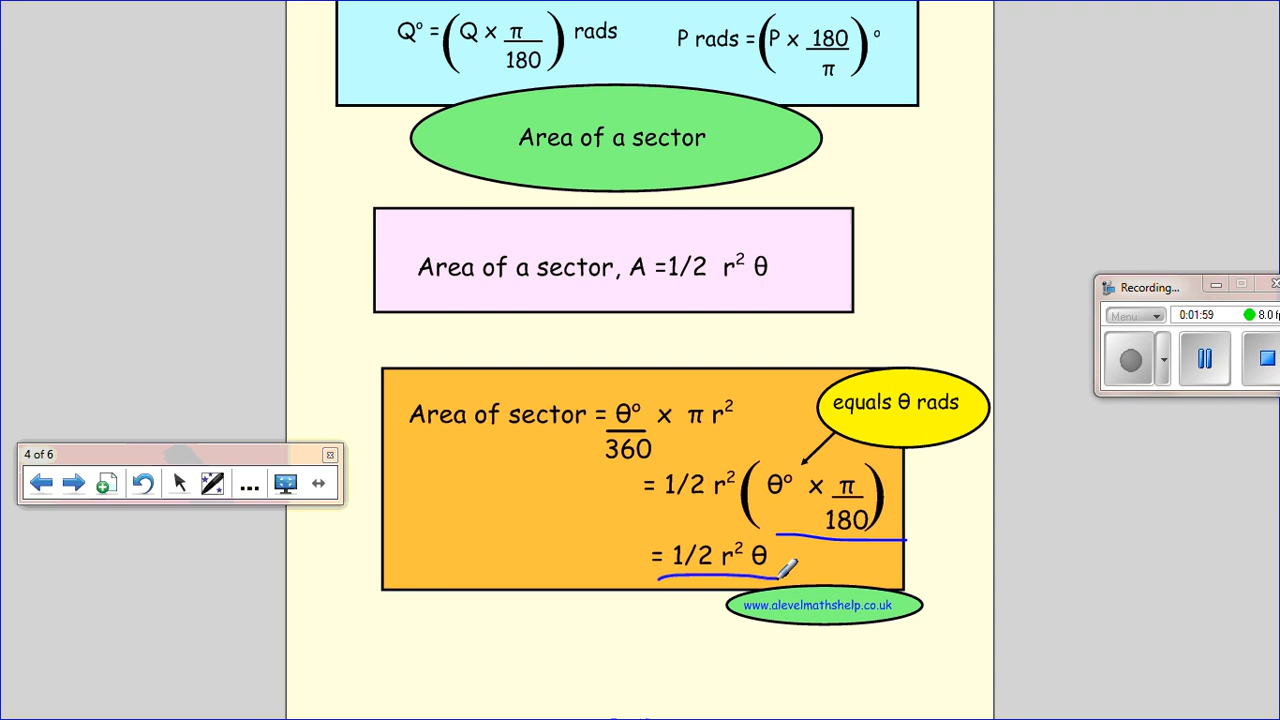 Q° = (Q x π/180) rads P rads = (P x 180/π)°
Area of a sector
Area of a sector, A =1/2 r² θ
equals θ rads
Area of sector = θ°/360 x π r²
= 1/2 r² (θ° x π/180)
= 1/2 r² θ
www.alevelmathshelp.co.uk
Recording...
Menu 0:01:59 8.0 f
4 of 6